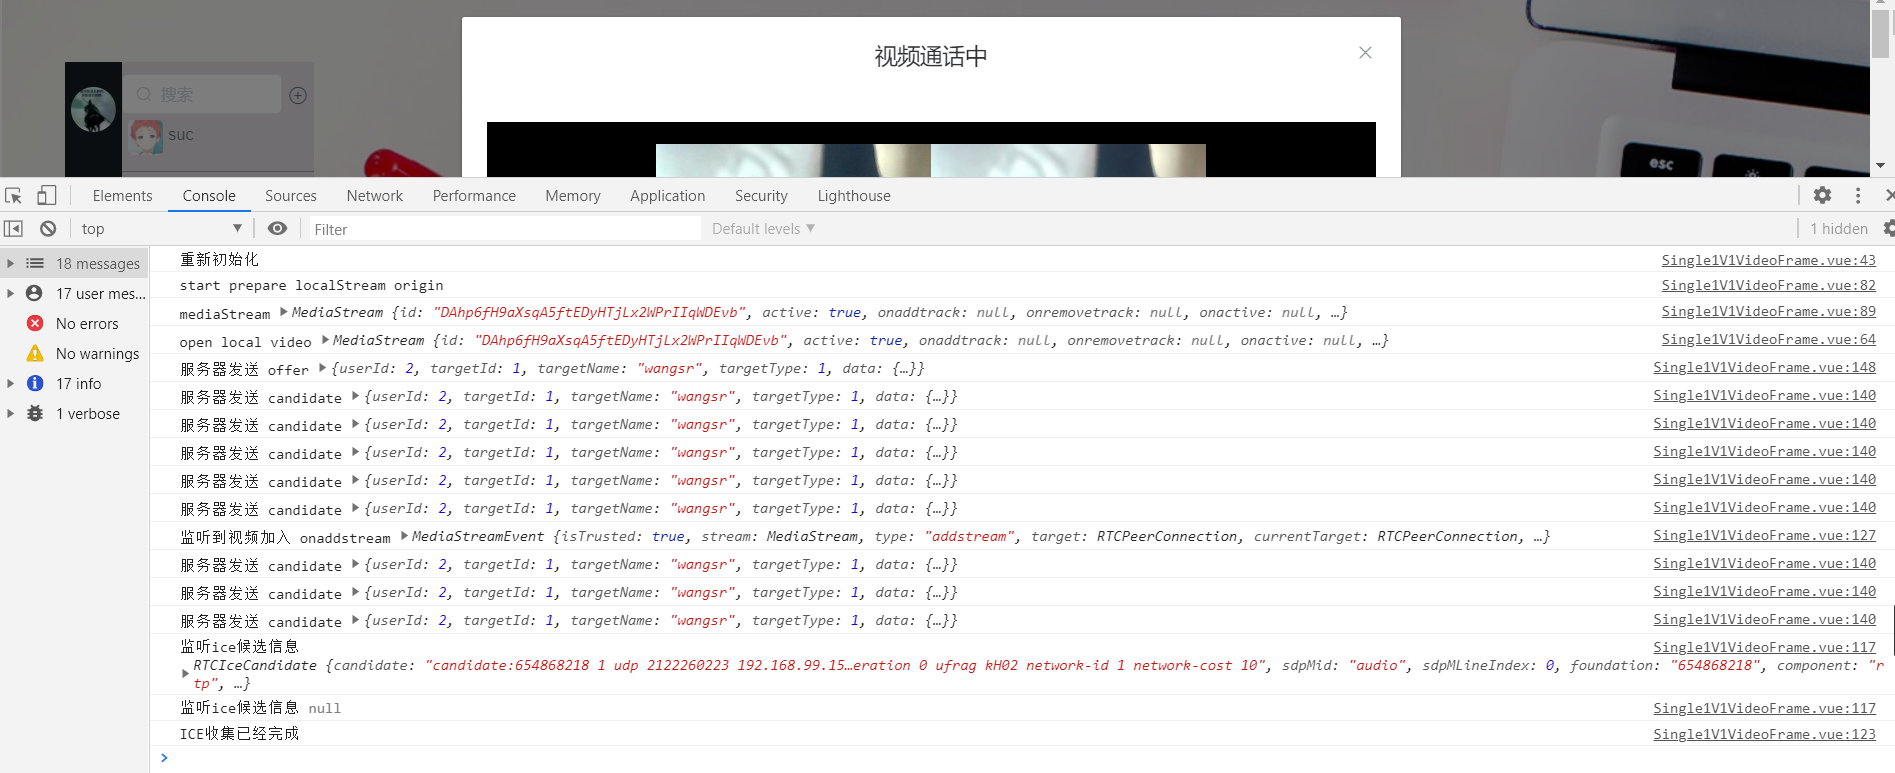 视频通话中
搜索
suc
esc
Elements Console Sources Network Performance Memory Application Security Lighthouse
top Filter Default levels 1 hidden
18 messages
17 user mes...
No errors
No warnings
17 info
1 verbose
重新初始化 Single1V1VideoFrame.vue:43
start prepare localStream origin Single1V1VideoFrame.vue:82
mediaStream MediaStream {id: "DAhp6fH9aXsqA5ftEDyHTjLx2WPrIIqWDEvb", active: true, onaddtrack: null, onremovetrack: null, onactive: null, …} Single1V1VideoFrame.vue:89
open local video MediaStream {id: "DAhp6fH9aXsqA5ftEDyHTjLx2WPrIIqWDEvb", active: true, onaddtrack: null, onremovetrack: null, onactive: null, …} Single1V1VideoFrame.vue:64
服务器发送 offer {userId: 2, targetId: 1, targetName: "wangsr", targetType: 1, data: {…}} Single1V1VideoFrame.vue:148
服务器发送 candidate {userId: 2, targetId: 1, targetName: "wangsr", targetType: 1, data: {…}} Single1V1VideoFrame.vue:140
服务器发送 candidate {userId: 2, targetId: 1, targetName: "wangsr", targetType: 1, data: {…}} Single1V1VideoFrame.vue:140
服务器发送 candidate {userId: 2, targetId: 1, targetName: "wangsr", targetType: 1, data: {…}} Single1V1VideoFrame.vue:140
服务器发送 candidate {userId: 2, targetId: 1, targetName: "wangsr", targetType: 1, data: {…}} Single1V1VideoFrame.vue:140
服务器发送 candidate {userId: 2, targetId: 1, targetName: "wangsr", targetType: 1, data: {…}} Single1V1VideoFrame.vue:140
监听到视频加入 onaddstream MediaStreamEvent {isTrusted: true, stream: MediaStream, type: "addstream", target: RTCPeerConnection, currentTarget: RTCPeerConnection, …} Single1V1VideoFrame.vue:127
服务器发送 candidate {userId: 2, targetId: 1, targetName: "wangsr", targetType: 1, data: {…}} Single1V1VideoFrame.vue:140
服务器发送 candidate {userId: 2, targetId: 1, targetName: "wangsr", targetType: 1, data: {…}} Single1V1VideoFrame.vue:140
服务器发送 candidate {userId: 2, targetId: 1, targetName: "wangsr", targetType: 1, data: {…}} Single1V1VideoFrame.vue:140
监听ice候选信息 Single1V1VideoFrame.vue:117
RTCIceCandidate {candidate: "candidate:654868218 1 udp 2122260223 192.168.99.15…eration 0 ufrag kH02 network-id 1 network-cost 10", sdpMid: "audio", sdpMLineIndex: 0, foundation: "654868218", component: "r
tp", …}
监听ice候选信息 null Single1V1VideoFrame.vue:117
ICE收集已经完成 Single1V1VideoFrame.vue:123